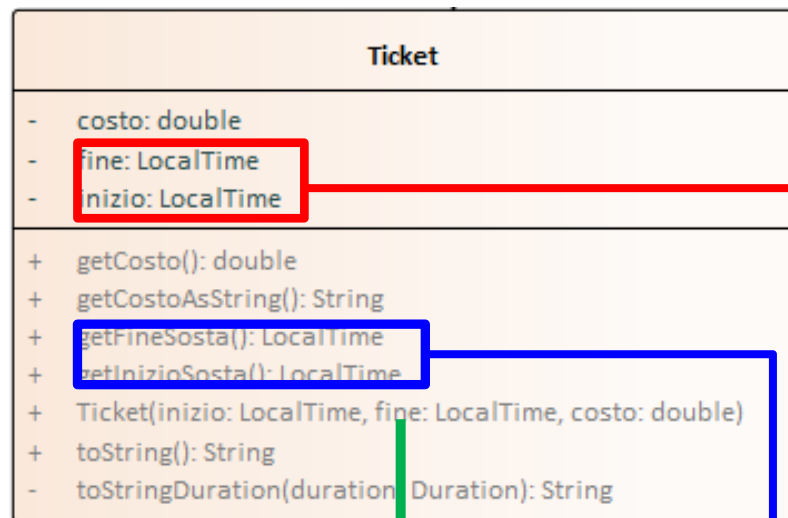 Ticket
- costo: double
- fine: LocalTime
- inizio: LocalTime
+ getCosto(): double
+ getCostoAsString(): String
+ getFineSosta(): LocalTime
+ getInizioSosta(): LocalTime
+ Ticket(inizio: LocalTime, fine: LocalTime, costo: double)
+ toString(): String
- toStringDuration(duration: Duration): String